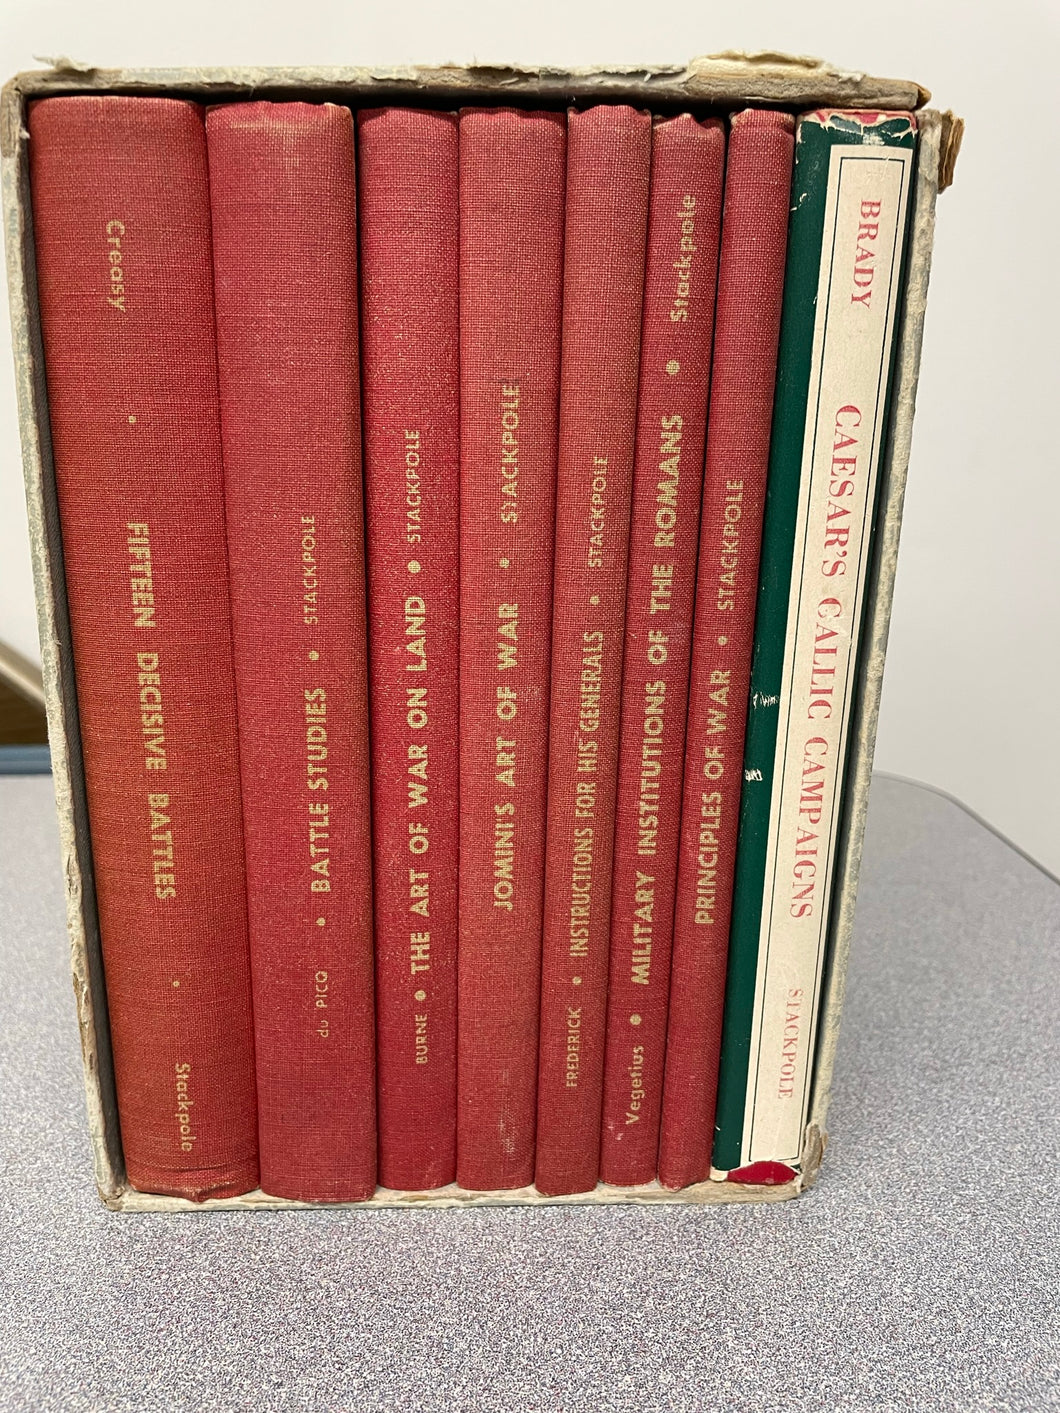 Creasy • FIFTEEN DECISIVE BATTLES • Stackpole
du PICQ • BATTLE STUDIES • STACKPOLE
BURNE • THE ART OF WAR ON LAND • STACKPOLE
JOMINI'S ART OF WAR • STACKPOLE
FREDERICK • INSTRUCTIONS FOR HIS GENERALS • STACKPOLE
Vegetius • MILITARY INSTITUTIONS OF THE ROMANS • Stackpole
PRINCIPLES OF WAR • STACKPOLE
BRADY CAESAR'S GALLIC CAMPAIGNS STACKPOLE